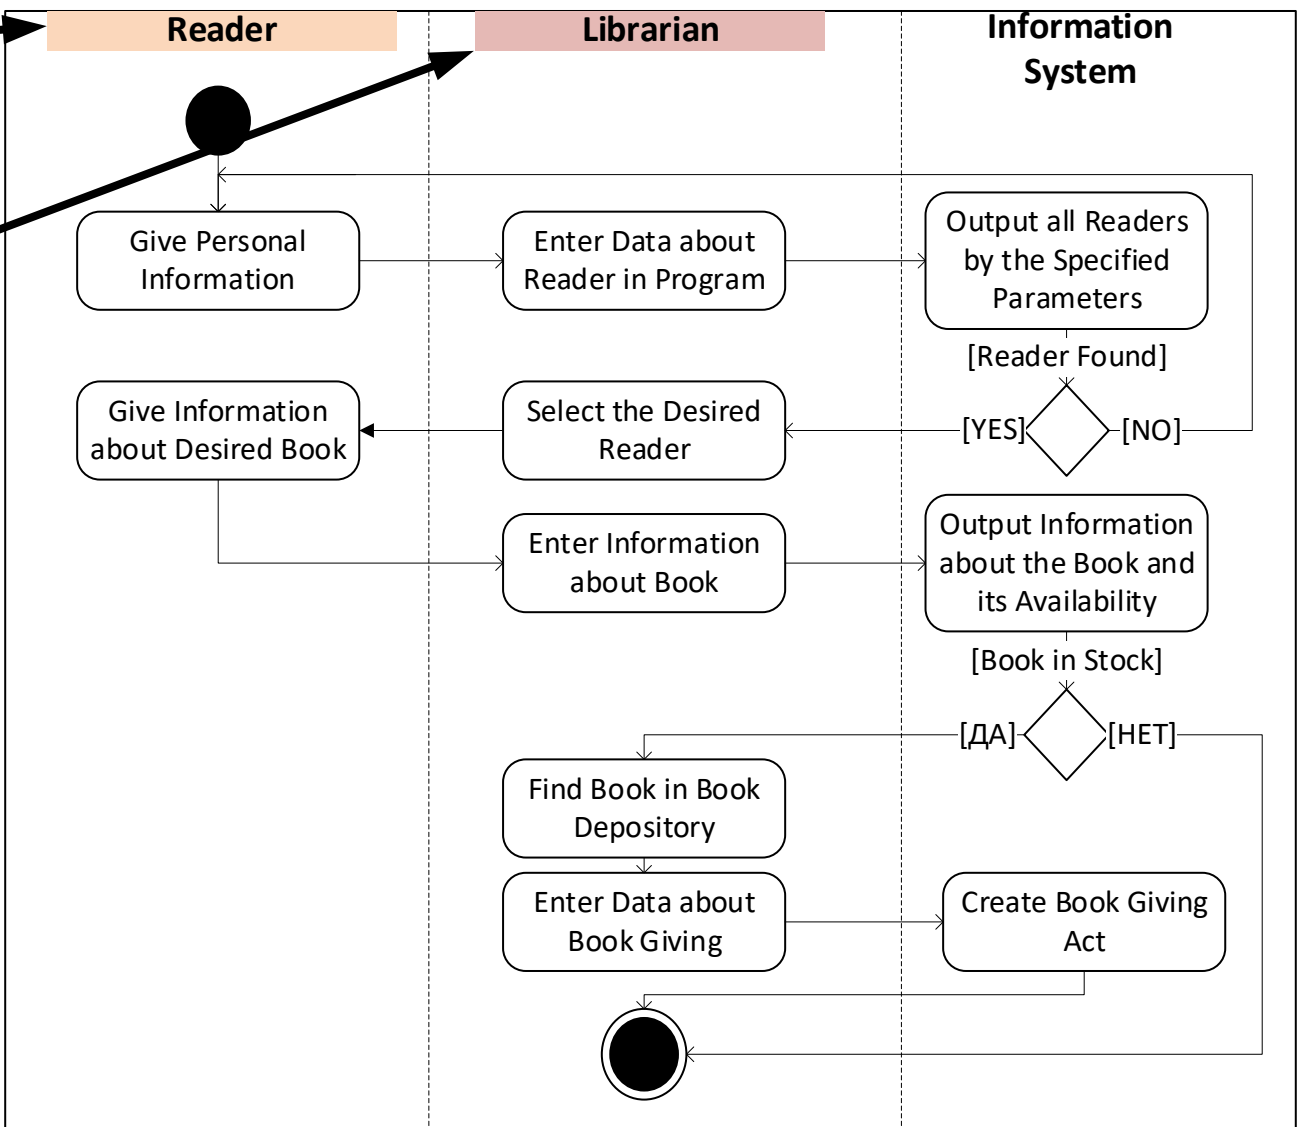 Reader
Librarian
Information
System
Give Personal
Information
Enter Data about
Reader in Program
Output all Readers
by the Specified
Parameters
[Reader Found]
Give Information
about Desired Book
Select the Desired
Reader
[YES]
[NO]
Enter Information
about Book
Output Information
about the Book and
its Availability
[Book in Stock]
[ДА]
[НЕТ]
Find Book in Book
Depository
Enter Data about
Book Giving
Create Book Giving
Act